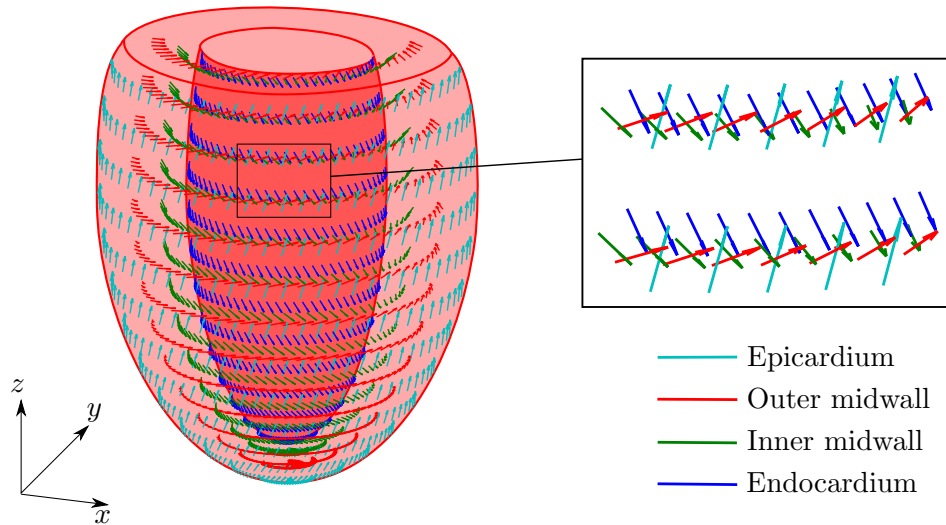 Epicardium
Outer midwall
Inner midwall
Endocardium
z
y
x